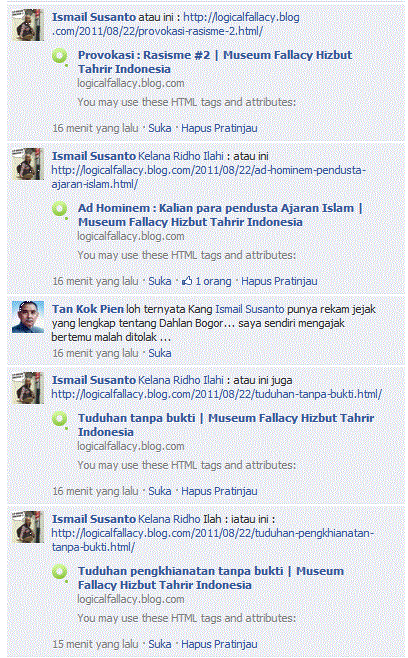 Ismail Susanto atau ini : http://logicalfallacy.blog
.com/2011/08/22/provokasi-rasisme-2.html/
Provokasi : Rasisme #2 | Museum Fallacy Hizbut
Tahrir Indonesia
logicalfallacy.blog.com
You may use these HTML tags and attributes:
16 menit yang lalu · Suka · Hapus Pratinjau
Ismail Susanto Kelana Ridho Ilahi : atau ini
http://logicalfallacy.blog.com/2011/08/22/ad-hominem-pendusta-
ajaran-islam.html/
Ad Hominem : Kalian para pendusta Ajaran Islam |
Museum Fallacy Hizbut Tahrir Indonesia
logicalfallacy.blog.com
You may use these HTML tags and attributes:
16 menit yang lalu · Suka · 1 orang · Hapus Pratinjau
Tan Kok Pien loh ternyata Kang Ismail Susanto punya rekam jejak
yang lengkap tentang Dahlan Bogor... saya sendiri mengajak
bertemu malah ditolak ...
16 menit yang lalu · Suka
Ismail Susanto Kelana Ridho Ilahi : atau ini juga
http://logicalfallacy.blog.com/2011/08/22/tuduhan-tanpa-bukti.html/
Tuduhan tanpa bukti | Museum Fallacy Hizbut Tahrir
Indonesia
logicalfallacy.blog.com
You may use these HTML tags and attributes:
16 menit yang lalu · Suka · Hapus Pratinjau
Ismail Susanto Kelana Ridho Ilah : iatau ini :
http://logicalfallacy.blog.com/2011/08/22/tuduhan-pengkhianatan-
tanpa-bukti.html/
Tuduhan pengkhianatan tanpa bukti | Museum
Fallacy Hizbut Tahrir Indonesia
logicalfallacy.blog.com
You may use these HTML tags and attributes:
15 menit yang lalu · Suka · Hapus Pratinjau